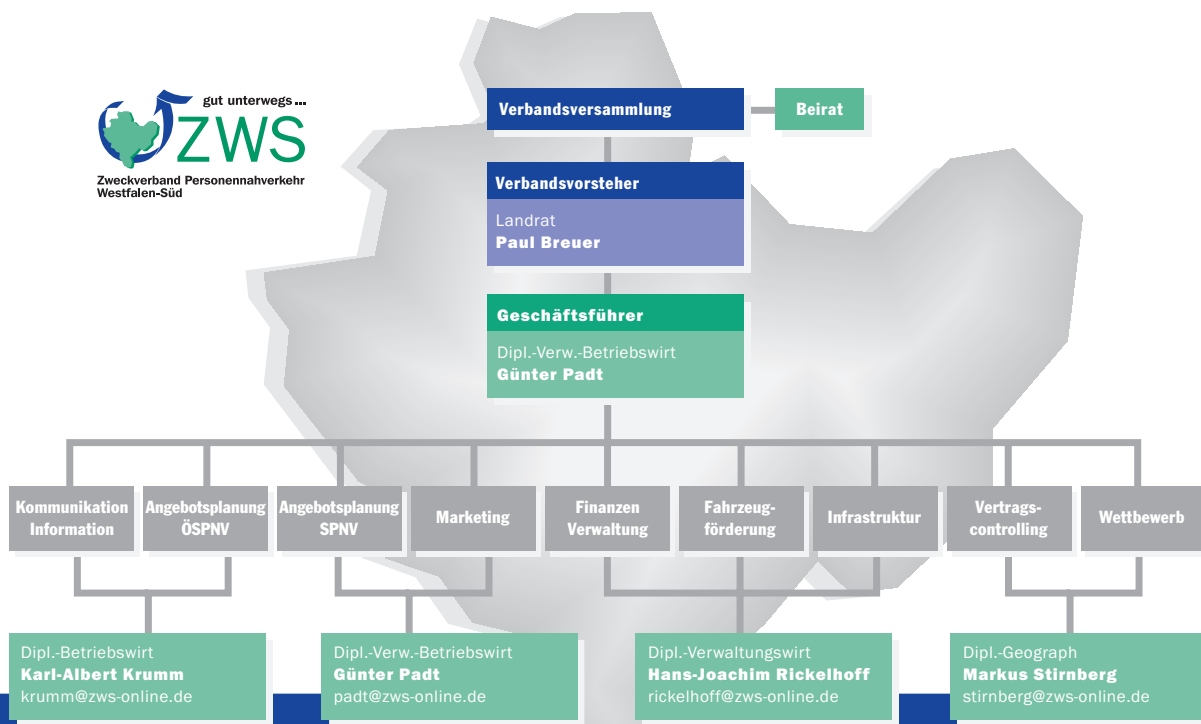 gut unterwegs...
ZWS
Zweckverband Personennahverkehr
Westfalen-Süd
Verbandsversammlung
Beirat
Verbandsvorsteher
Landrat
Paul Breuer
Geschäftsführer
Dipl.-Verw.-Betriebswirt
Günter Padt
Kommunikation
Information
Angebotsplanung
ÖSPNV
Angebotsplanung
SPNV
Marketing
Finanzen
Verwaltung
Fahrzeug-
förderung
Infrastruktur
Vertrags-
controlling
Wettbewerb
Dipl.-Betriebswirt
Karl-Albert Krumm
krumm@zws-online.de
Dipl.-Verw.-Betriebswirt
Günter Padt
padt@zws-online.de
Dipl.-Verwaltungswirt
Hans-Joachim Rickelhoff
rickelhoff@zws-online.de
Dipl.-Geograph
Markus Stirnberg
stirnberg@zws-online.de